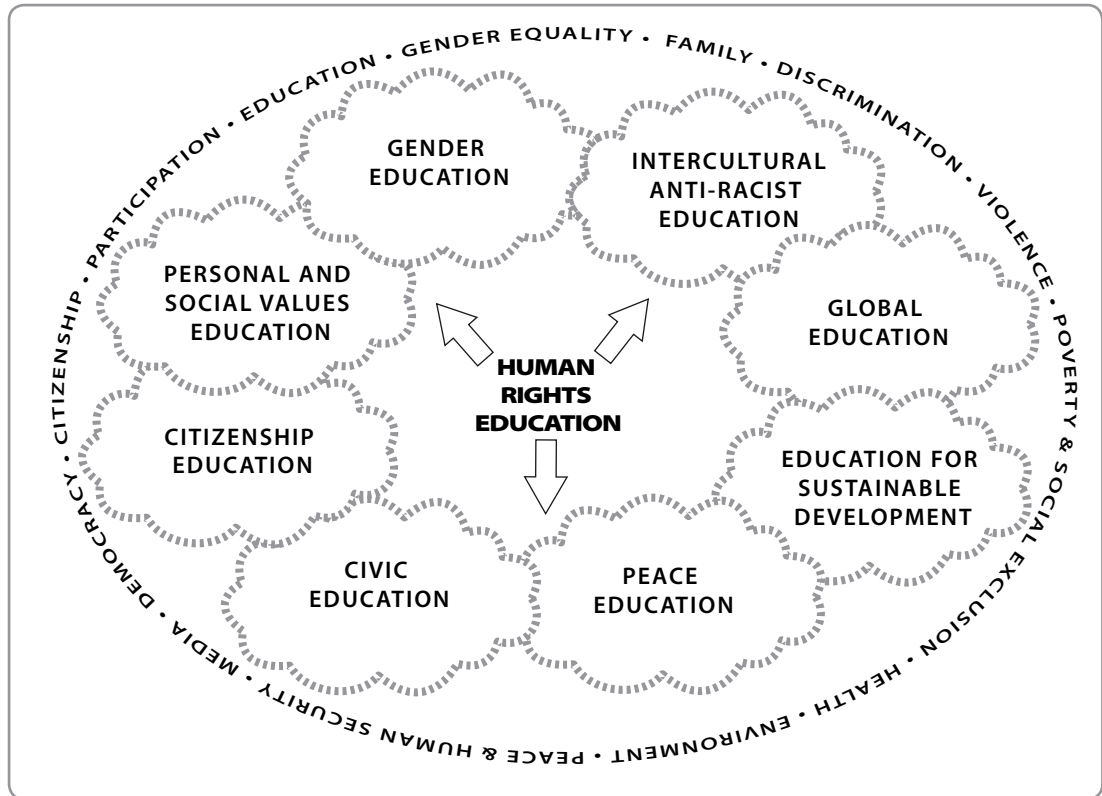 CITIZENSHIP • PARTICIPATION • EDUCATION • GENDER EQUALITY • FAMILY • DISCRIMINATION • VIOLENCE • POVERTY & SOCIAL EXCLUSION • HEALTH • ENVIRONMENT • PEACE & HUMAN SECURITY • MEDIA • DEMOCRACY •
GENDER
EDUCATION
INTERCULTURAL
ANTI-RACIST
EDUCATION
PERSONAL AND
SOCIAL VALUES
EDUCATION
GLOBAL
EDUCATION
HUMAN
RIGHTS
EDUCATION
CITIZENSHIP
EDUCATION
EDUCATION FOR
SUSTAINABLE
DEVELOPMENT
CIVIC
EDUCATION
PEACE
EDUCATION